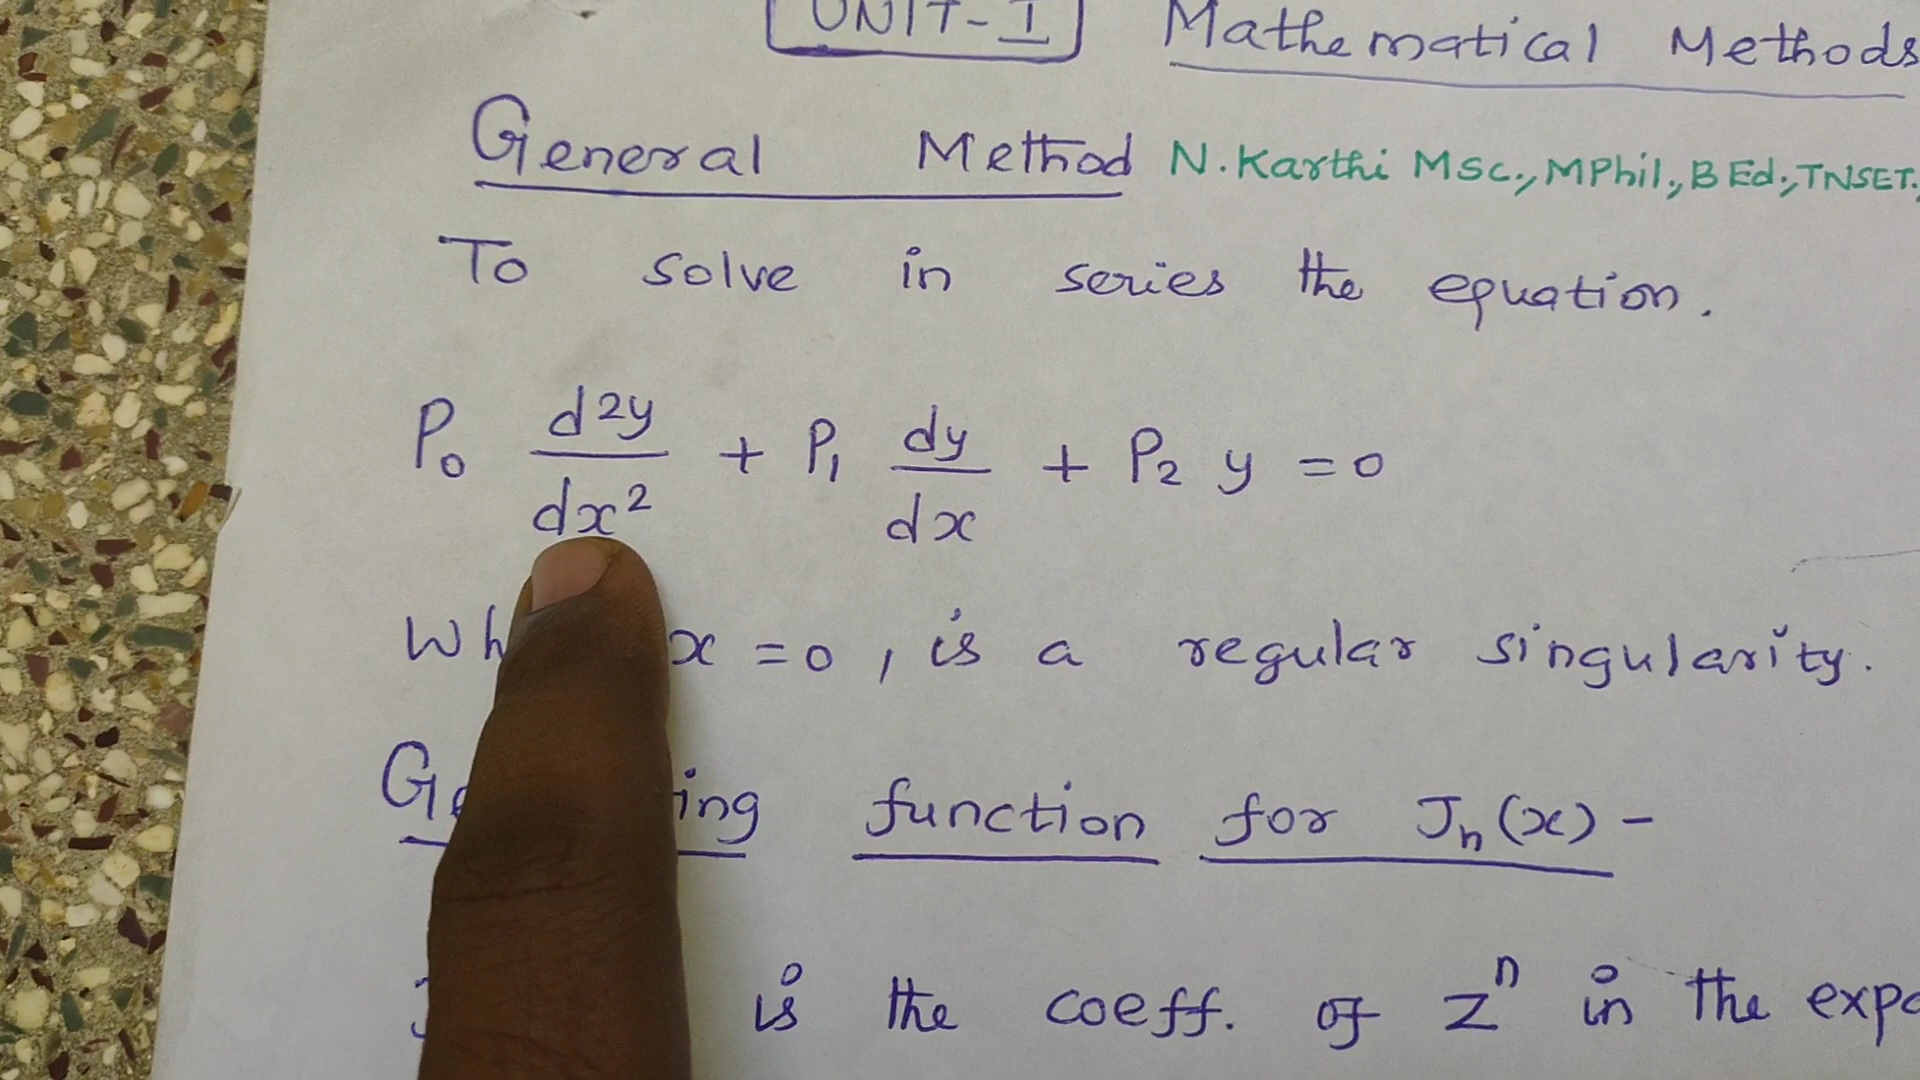 UNIT-I Mathematical Methods
General Method N. Karthi MSc., MPhil., B Ed., TNSET.,
To solve in series the equation.
P₀ d²y/dx² + P₁ dy/dx + P₂ y = 0
x = 0, is a regular singularity.
function for Jₙ(x) -
is the coeff. of Zⁿ in the